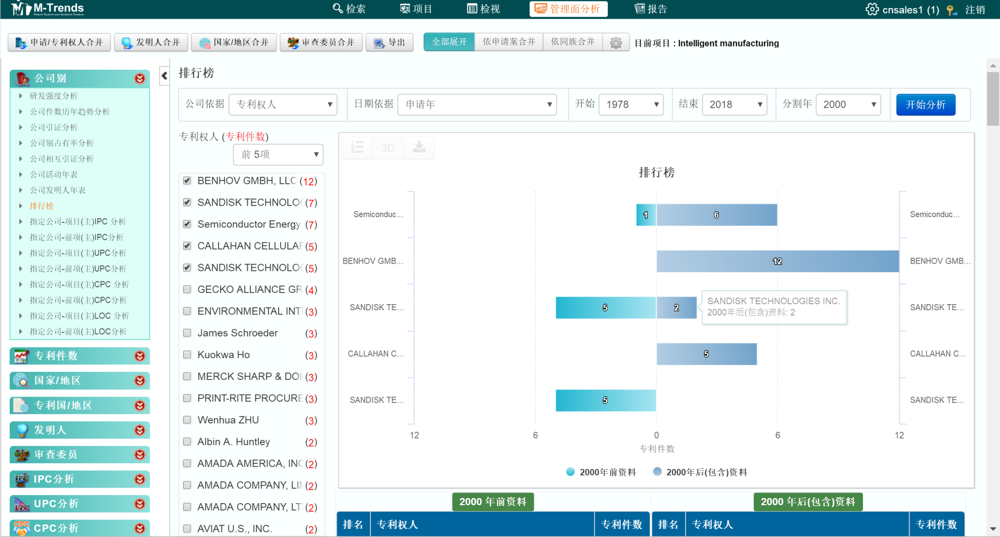 M-Trends
Patent Search and Analysis System
检索
项目
检视
管理面分析
报告
cnsales1 (1)
注销
申请/专利权人合并
发明人合并
国家/地区合并
审查委员合并
导出
全部展开
依申请案合并
依同族合并
目前项目 : Intelligent manufacturing
公司别
研发强度分析
公司件数历年趋势分析
公司引证分析
公司别占有率分析
公司相互引证分析
公司活动年表
公司发明人年表
排行榜
指定公司-项目(主)IPC 分析
指定公司-前项(主)IPC分析
指定公司-项目(主)UPC分析
指定公司-前项(主)UPC分析
指定公司-项目(主)CPC 分析
指定公司-前项(主)CPC分析
指定公司-项目(主)LOC 分析
指定公司-前项(主)LOC分析
专利件数
国家/地区
专利国/地区
发明人
审查委员
IPC分析
UPC分析
CPC分析
排行榜
公司依据
专利权人
日期依据
申请年
开始
1978
结束
2018
分割年
2000
开始分析
专利权人 (专利件数)
前 5项
BENHOV GMBH, LLC (12)
SANDISK TECHNOLO (7)
Semiconductor Energy (7)
CALLAHAN CELLULAR (5)
SANDISK TECHNOLO (5)
GECKO ALLIANCE GR (4)
ENVIRONMENTAL INT (3)
James Schroeder (3)
Kuokwa Ho (3)
MERCK SHARP & DOH (3)
PRINT-RITE PROCURE (3)
Wenhua ZHU (3)
Albin A. Huntley (2)
AMADA AMERICA, INC (2)
AMADA COMPANY, LIM (2)
AMADA COMPANY, LT (2)
AVIAT U.S., INC. (2)
3D
排行榜
Semiconduc...
1
6
Semiconduc...
BENHOV GMB...
12
BENHOV GMB...
SANDISK TE...
5
2
SANDISK TECHNOLOGIES INC.
2000年后(包含)资料: 2
SANDISK TE...
CALLAHAN C...
5
CALLAHAN C...
SANDISK TE...
5
SANDISK TE...
12
6
0
6
12
专利件数
2000年前资料
2000年后(包含)资料
2000 年前资料
2000 年后(包含)资料
排名
专利权人
专利件数
排名
专利权人
专利件数